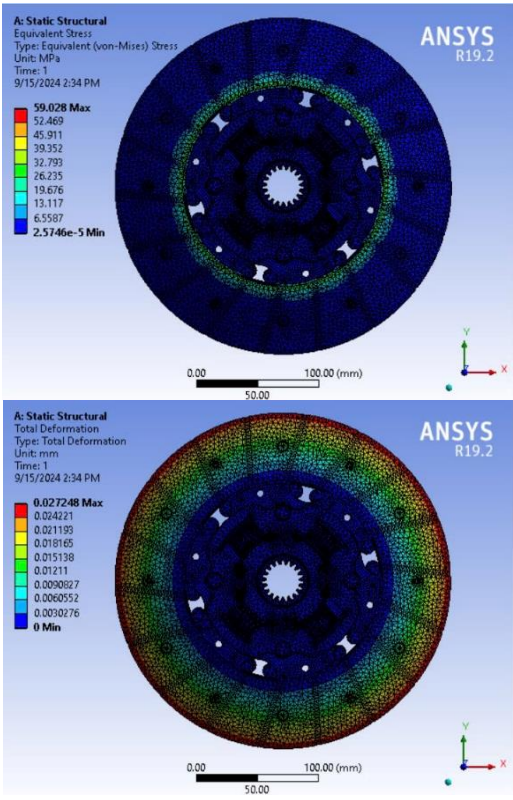 A: Static Structural
Equivalent Stress
Type: Equivalent (von-Mises) Stress
Unit: MPa
Time: 1
9/15/2024 2:34 PM
ANSYS
R19.2
59.028 Max
52.469
45.911
39.352
32.793
26.235
19.676
13.117
6.5587
2.5746e-5 Min
0.00
100.00 (mm)
50.00
Y
X
A: Static Structural
Total Deformation
Type: Total Deformation
Unit: mm
Time: 1
9/15/2024 2:34 PM
ANSYS
R19.2
0.027248 Max
0.024221
0.021193
0.018165
0.015138
0.01211
0.0090827
0.0060552
0.0030276
0 Min
0.00
100.00 (mm)
50.00
Y
X